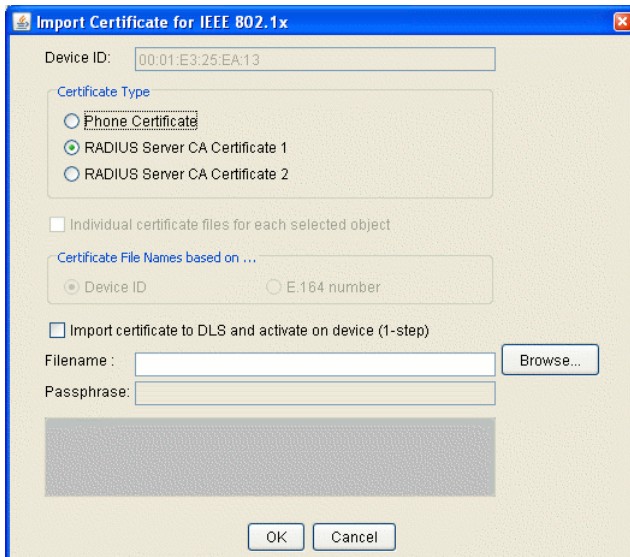 Import Certificate for IEEE 802.1x
Device ID: 00:01:E3:25:EA:13
Certificate Type
Phone Certificate
RADIUS Server CA Certificate 1
RADIUS Server CA Certificate 2
Individual certificate files for each selected object
Certificate File Names based on ...
Device ID E.164 number
Import certificate to DLS and activate on device (1-step)
Filename : Browse...
Passphrase:
OK Cancel